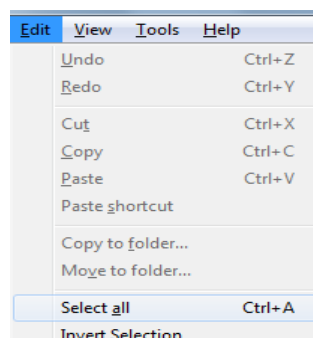 Edit View Tools Help
Undo Ctrl+Z
Redo Ctrl+Y
Cut Ctrl+X
Copy Ctrl+C
Paste Ctrl+V
Paste shortcut
Copy to folder...
Move to folder...
Select all Ctrl+A
Invert Selection